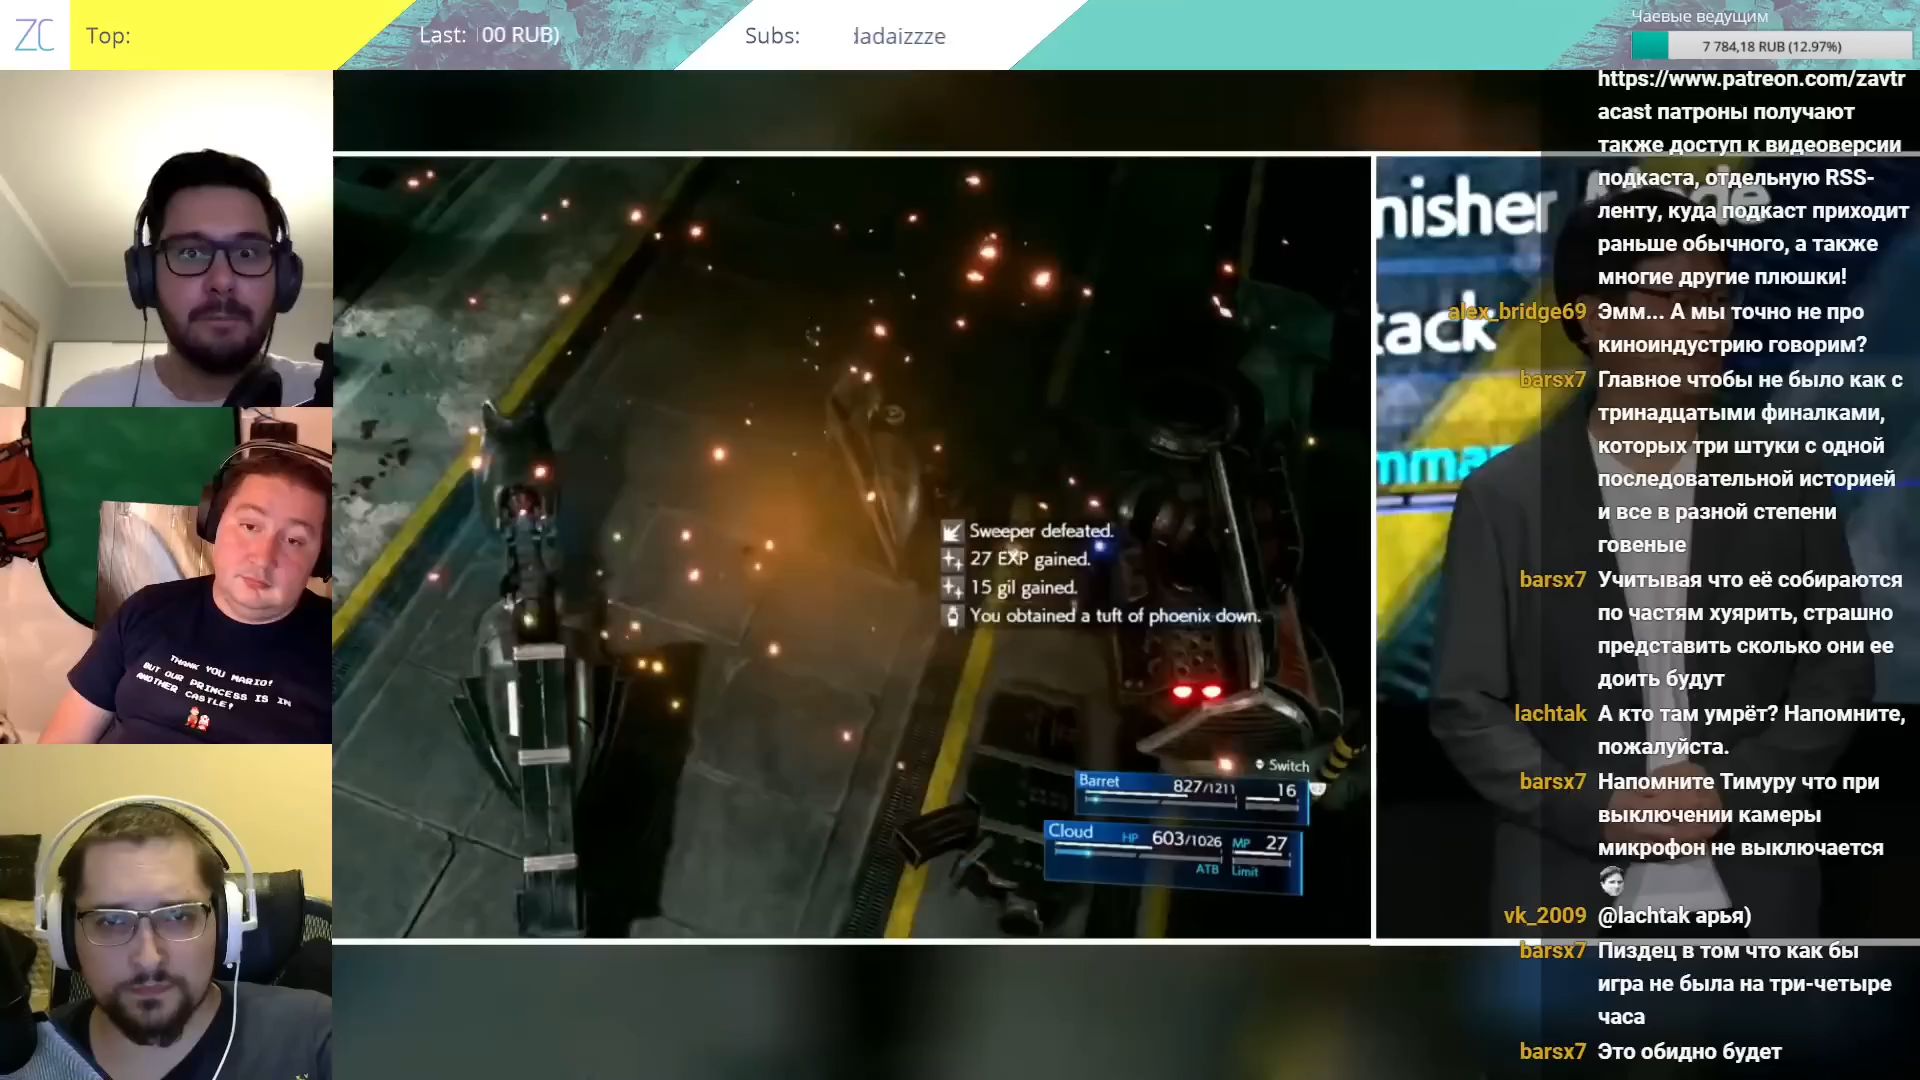 ZC
Top:
Last: 00 RUB)
Subs: dadaizzze
Чаевые ведущим
7 784,18 RUB (12.97%)
https://www.patreon.com/zavtr
acast патроны получают
также доступ к видеоверсии
подкаста, отдельную RSS-
ленту, куда подкаст приходит
раньше обычного, а также
многие другие плюшки!
alex_bridge69 Эмм... А мы точно не про
киноиндустрию говорим?
barsx7 Главное чтобы не было как с
тринадцатыми финалками,
которых три штуки с одной
последовательной историей
и все в разной степени
говеные
barsx7 Учитывая что её собираются
по частям хуярить, страшно
представить сколько они ее
доить будут
lachtak А кто там умрёт? Напомните,
пожалуйста.
barsx7 Напомните Тимуру что при
выключении камеры
микрофон не выключается
vk_2009 @lachtak арья)
barsx7 Пиздец в том что как бы
игра не была на три-четыре
часа
barsx7 Это обидно будет
nisher
tack
mma
Sweeper defeated.
27 EXP gained.
15 gil gained.
You obtained a tuft of phoenix down.
Switch
Barret 827/1211 16
Cloud HP 603/1026 MP 27
ATB Limit
THANK YOU MARIO!
BUT OUR PRINCESS IS IN
ANOTHER CASTLE!